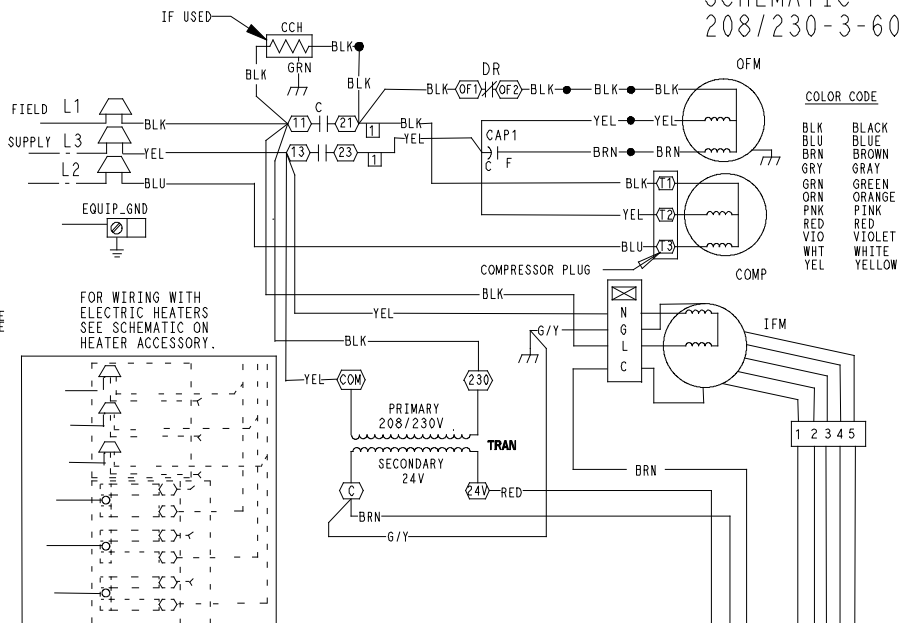 SCHEMATIC
208/230-3-60
IF USED
CCH
BLK
GRN
BLK
BLK
DR
BLK OF1 OF2 BLK BLK BLK
OFM
COLOR CODE
BLK BLACK
BLU BLUE
BRN BROWN
GRY GRAY
GRN GREEN
ORN ORANGE
PNK PINK
RED RED
VIO VIOLET
WHT WHITE
YEL YELLOW
FIELD L1
SUPPLY L3
L2
BLK
YEL
BLU
C
11 21 1 BLK
13 23 1 YEL
CAP1
C F
YEL YEL
BRN BRN
BLK T1
YEL T2
BLU T3
COMPRESSOR PLUG
COMP
EQUIP_GND
BLK
YEL
BLK
YEL COM 230
G/Y
N
G
L
C
IFM
FOR WIRING WITH
ELECTRIC HEATERS
SEE SCHEMATIC ON
HEATER ACCESSORY.
PRIMARY
208/230V
TRAN
SECONDARY
24V
C 24V RED
BRN
G/Y
BRN
1 2 3 4 5